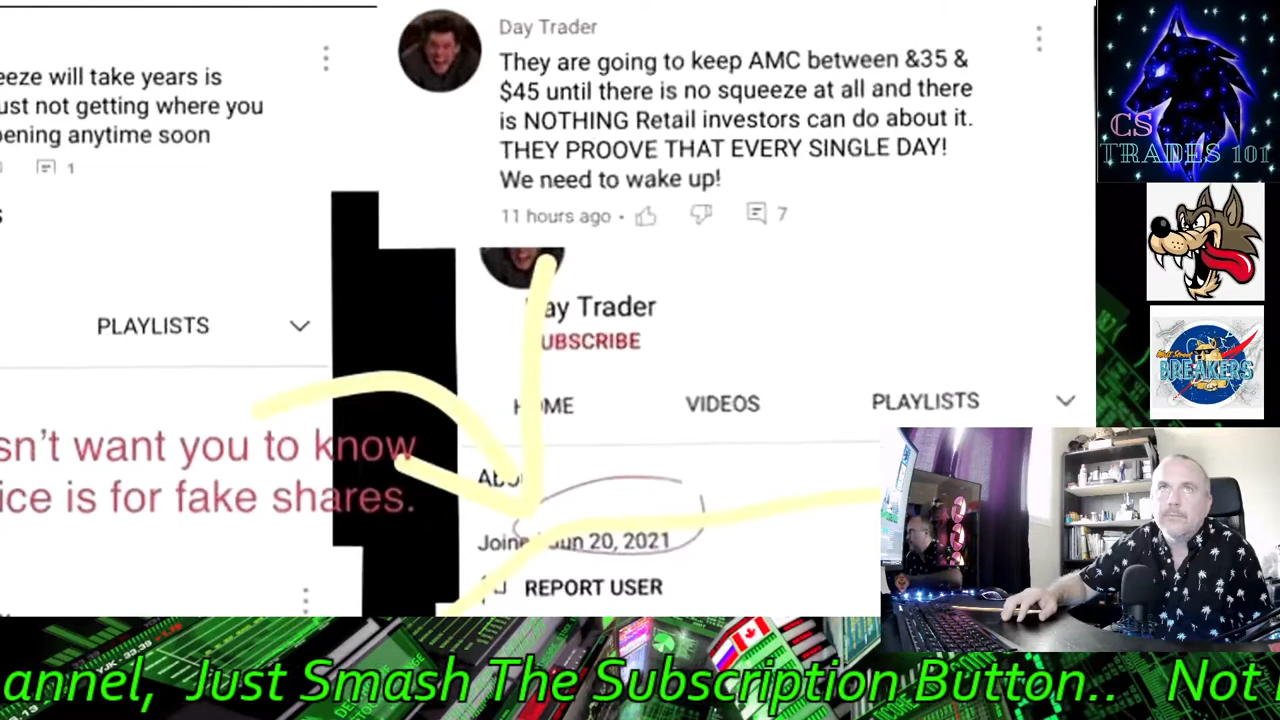 eeze will take years is
ust not getting where you
pening anytime soon
1
PLAYLISTS
sn't want you to know
ice is for fake shares.
Day Trader
They are going to keep AMC between &35 &
$45 until there is no squeeze at all and there
is NOTHING Retail investors can do about it.
THEY PROOVE THAT EVERY SINGLE DAY!
We need to wake up!
11 hours ago •
7
ay Trader
UBSCRIBE
HOME
VIDEOS
PLAYLISTS
Jun 20, 2021
REPORT USER
CS
TRADES 101
Wall Street
BREAKERS
annel, Just Smash The Subscription Button.. Not